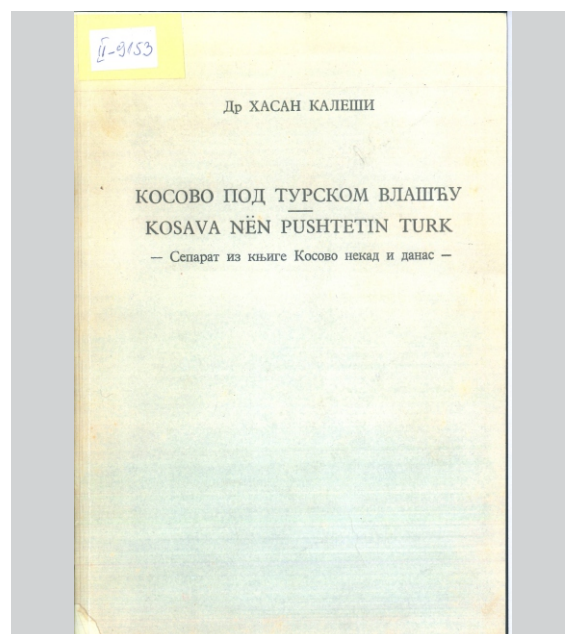 II-9153
Др ХАСАН КАЛЕШИ
КОСОВО ПОД ТУРСКОМ ВЛАШЋУ
KOSAVA NËN PUSHTETIN TURK
— Сепарат из књиге Косово некад и данас —